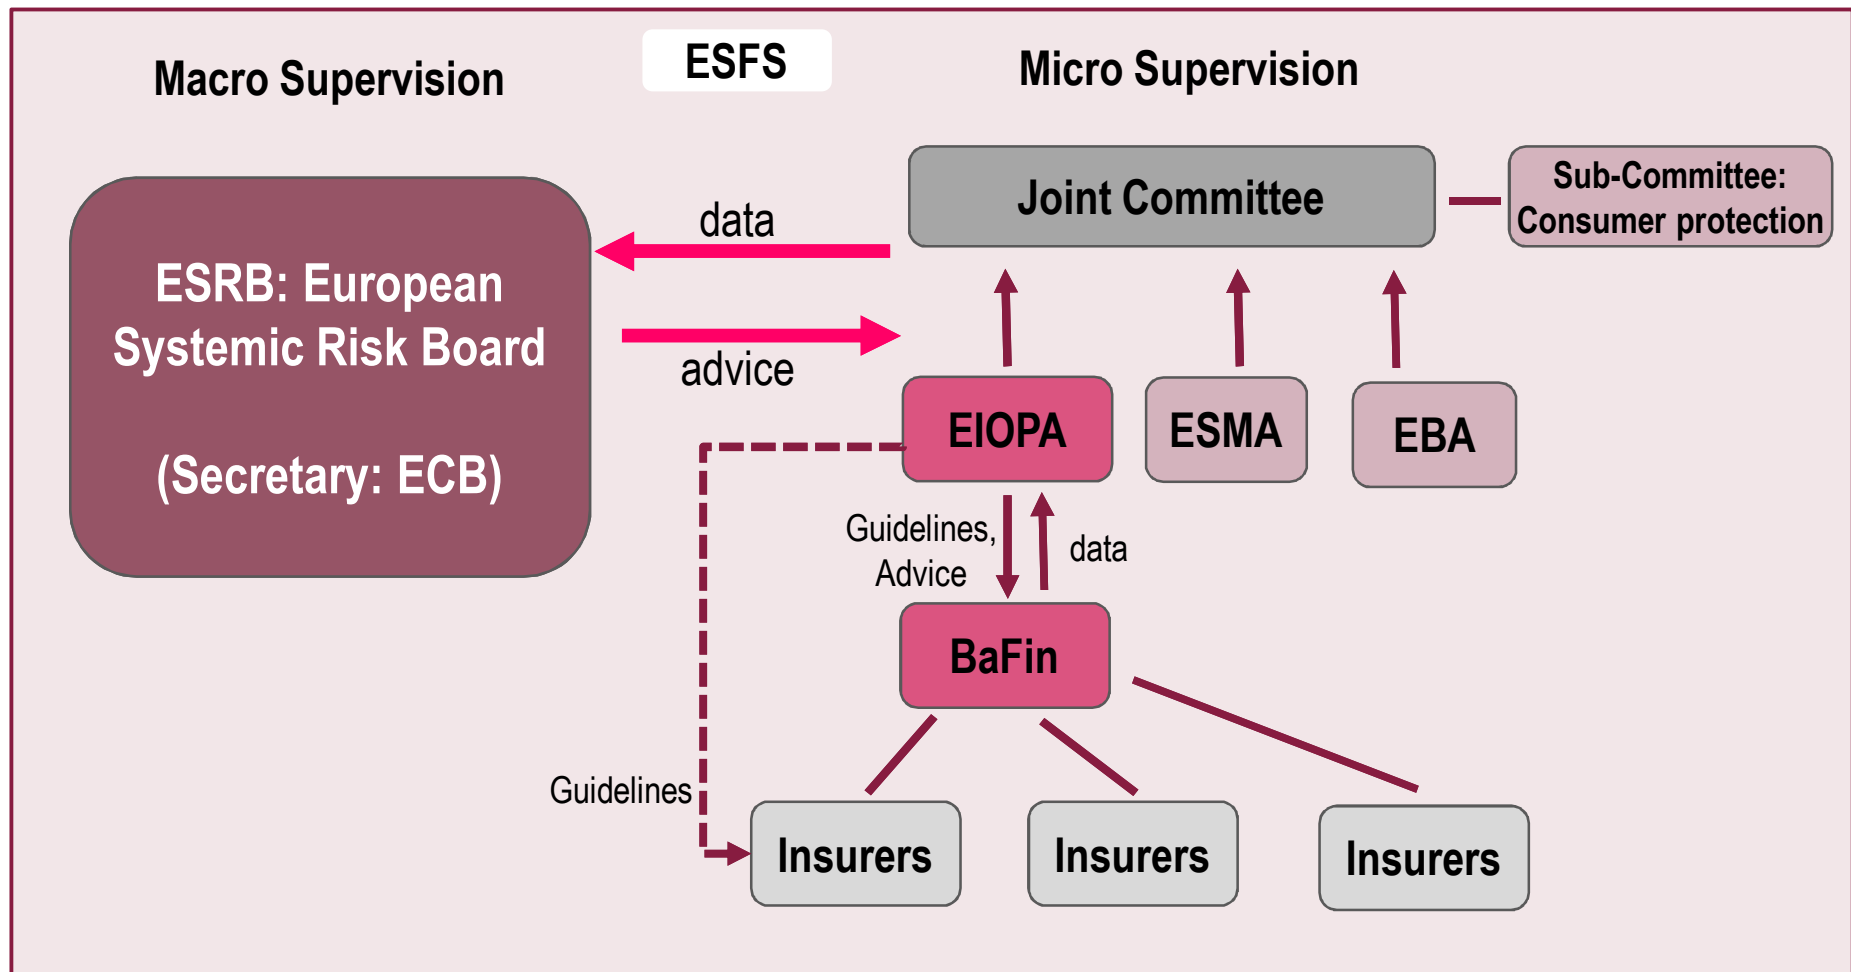 ESFS
Macro Supervision
Micro Supervision
Joint Committee
Sub-Committee:
Consumer protection
data
ESRB: European
Systemic Risk Board
(Secretary: ECB)
advice
EIOPA
ESMA
EBA
Guidelines,
Advice
data
BaFin
Guidelines
Insurers
Insurers
Insurers